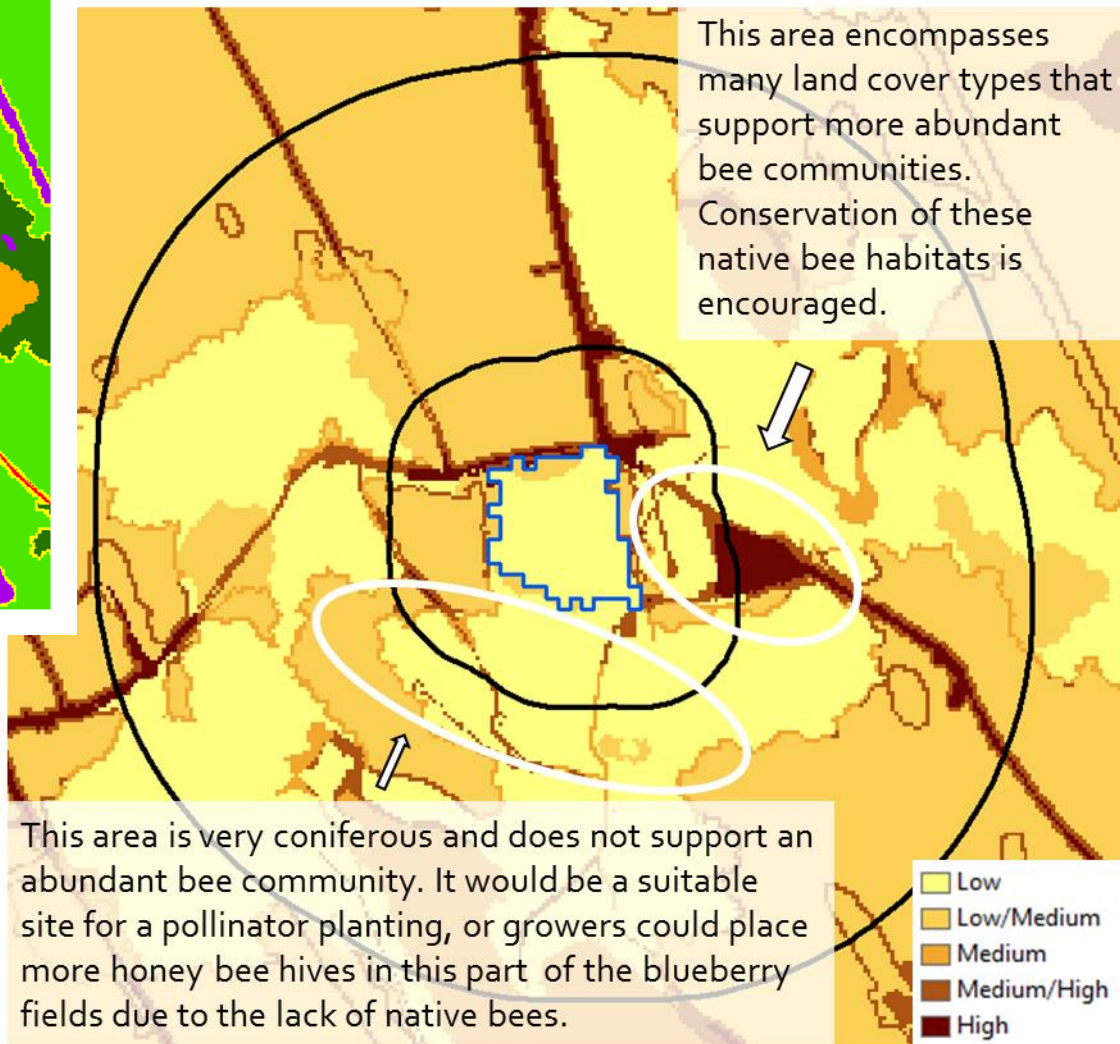 This area encompasses
many land cover types that
support more abundant
bee communities.
Conservation of these
native bee habitats is
encouraged.
This area is very coniferous and does not support an
abundant bee community. It would be a suitable
site for a pollinator planting, or growers could place
more honey bee hives in this part of the blueberry
fields due to the lack of native bees.
Low
Low/Medium
Medium
Medium/High
High